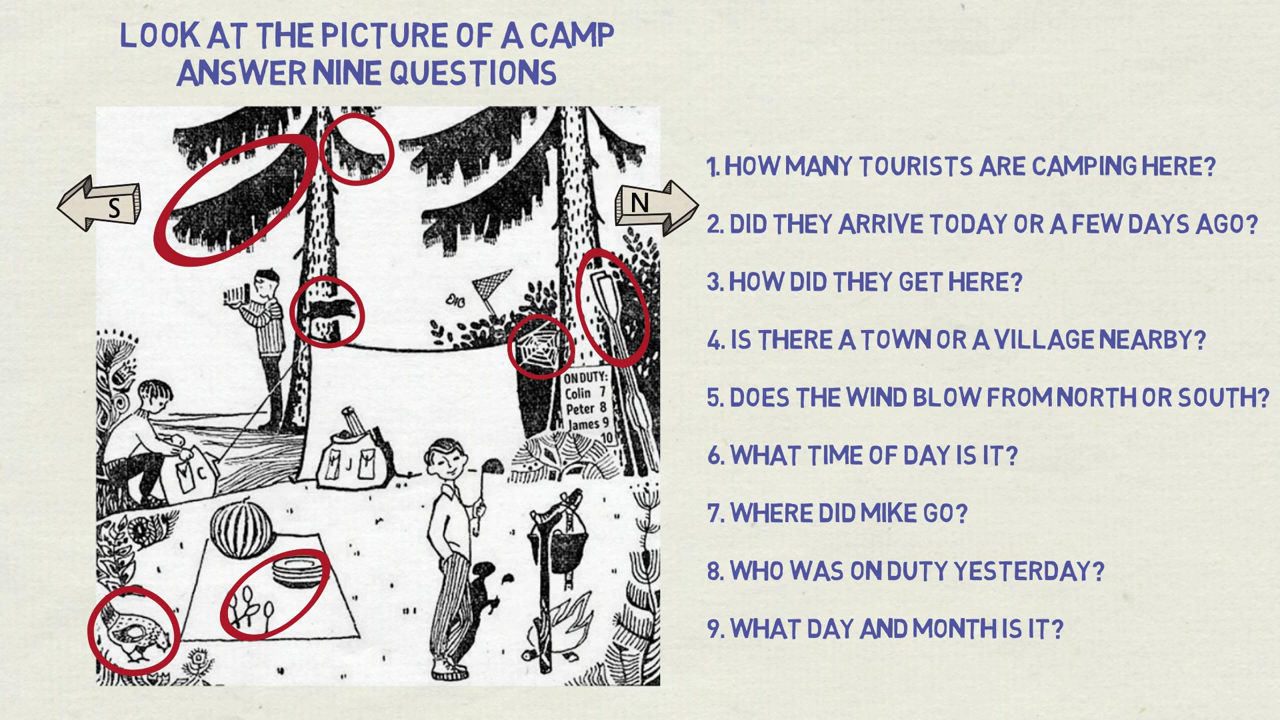 LOOK AT THE PICTURE OF A CAMP
ANSWER NINE QUESTIONS
S
N
ON DUTY:
Colin 7
Peter 8
James 9
10
C
J
1. HOW MANY TOURISTS ARE CAMPING HERE?
2. DID THEY ARRIVE TODAY OR A FEW DAYS AGO?
3. HOW DID THEY GET HERE?
4. IS THERE A TOWN OR A VILLAGE NEARBY?
5. DOES THE WIND BLOW FROM NORTH OR SOUTH?
6. WHAT TIME OF DAY IS IT?
7. WHERE DID MIKE GO?
8. WHO WAS ON DUTY YESTERDAY?
9. WHAT DAY AND MONTH IS IT?